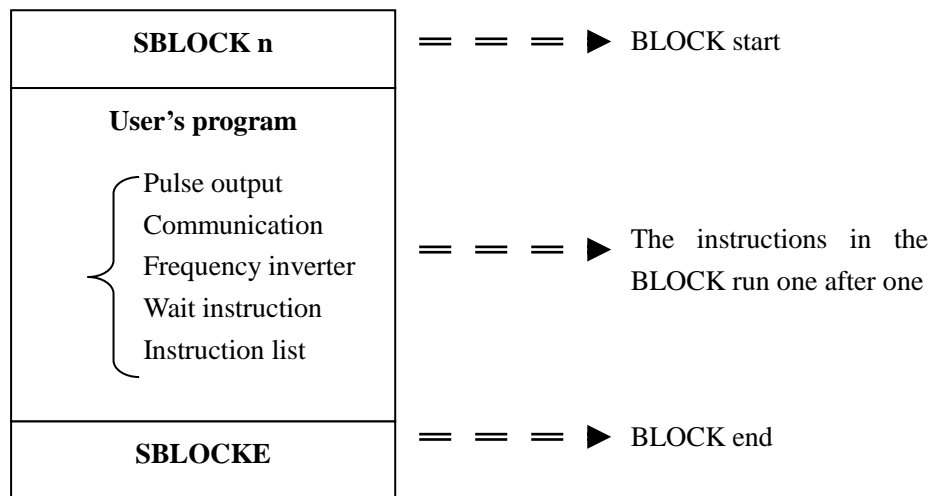 SBLOCK n
BLOCK start
User’s program
Pulse output
Communication
Frequency inverter
Wait instruction
Instruction list
The instructions in the
BLOCK run one after one
SBLOCKE
BLOCK end